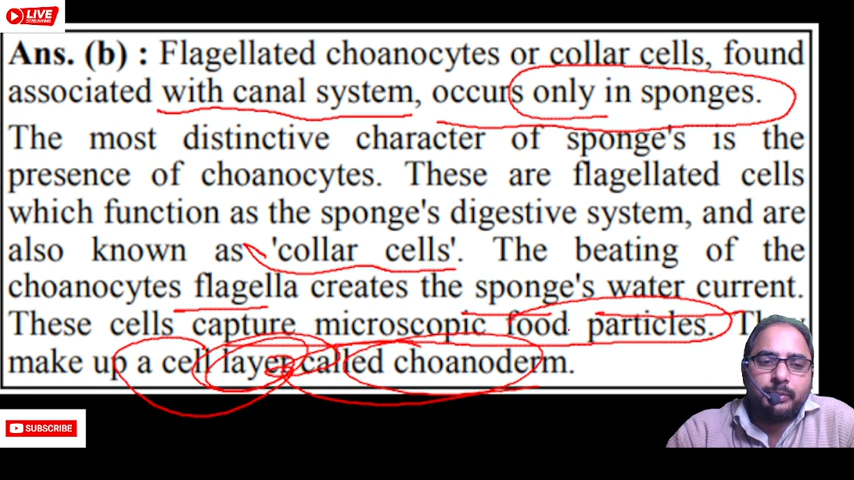 LIVE
STREAMING
Ans. (b) : Flagellated choanocytes or collar cells, found
associated with canal system, occurs only in sponges.
The most distinctive character of sponge's is the
presence of choanocytes. These are flagellated cells
which function as the sponge's digestive system, and are
also known as 'collar cells'. The beating of the
choanocytes flagella creates the sponge's water current.
These cells capture microscopic food particles. They
make up a cell layer called choanoderm.
SUBSCRIBE